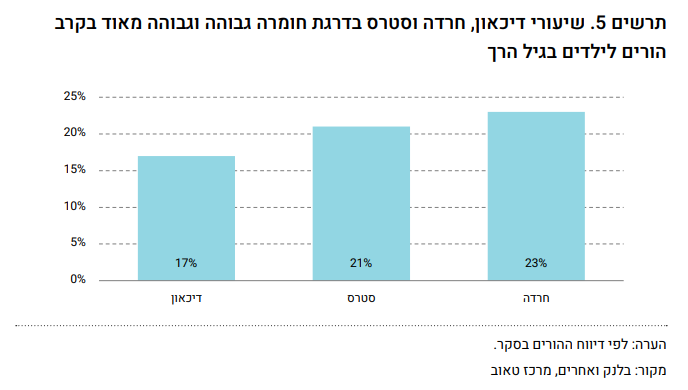 תרשים 5. שיעורי דיכאון, חרדה וסטרס בדרגת חומרה גבוהה וגבוהה מאוד בקרב
הורים לילדים בגיל הרך
25%
20%
15%
10%
5%
0%
17%
21%
23%
דיכאון
סטרס
חרדה
הערה: לפי דיווח ההורים בסקר.
מקור: בלנק ואחרים, מרכז טאוב